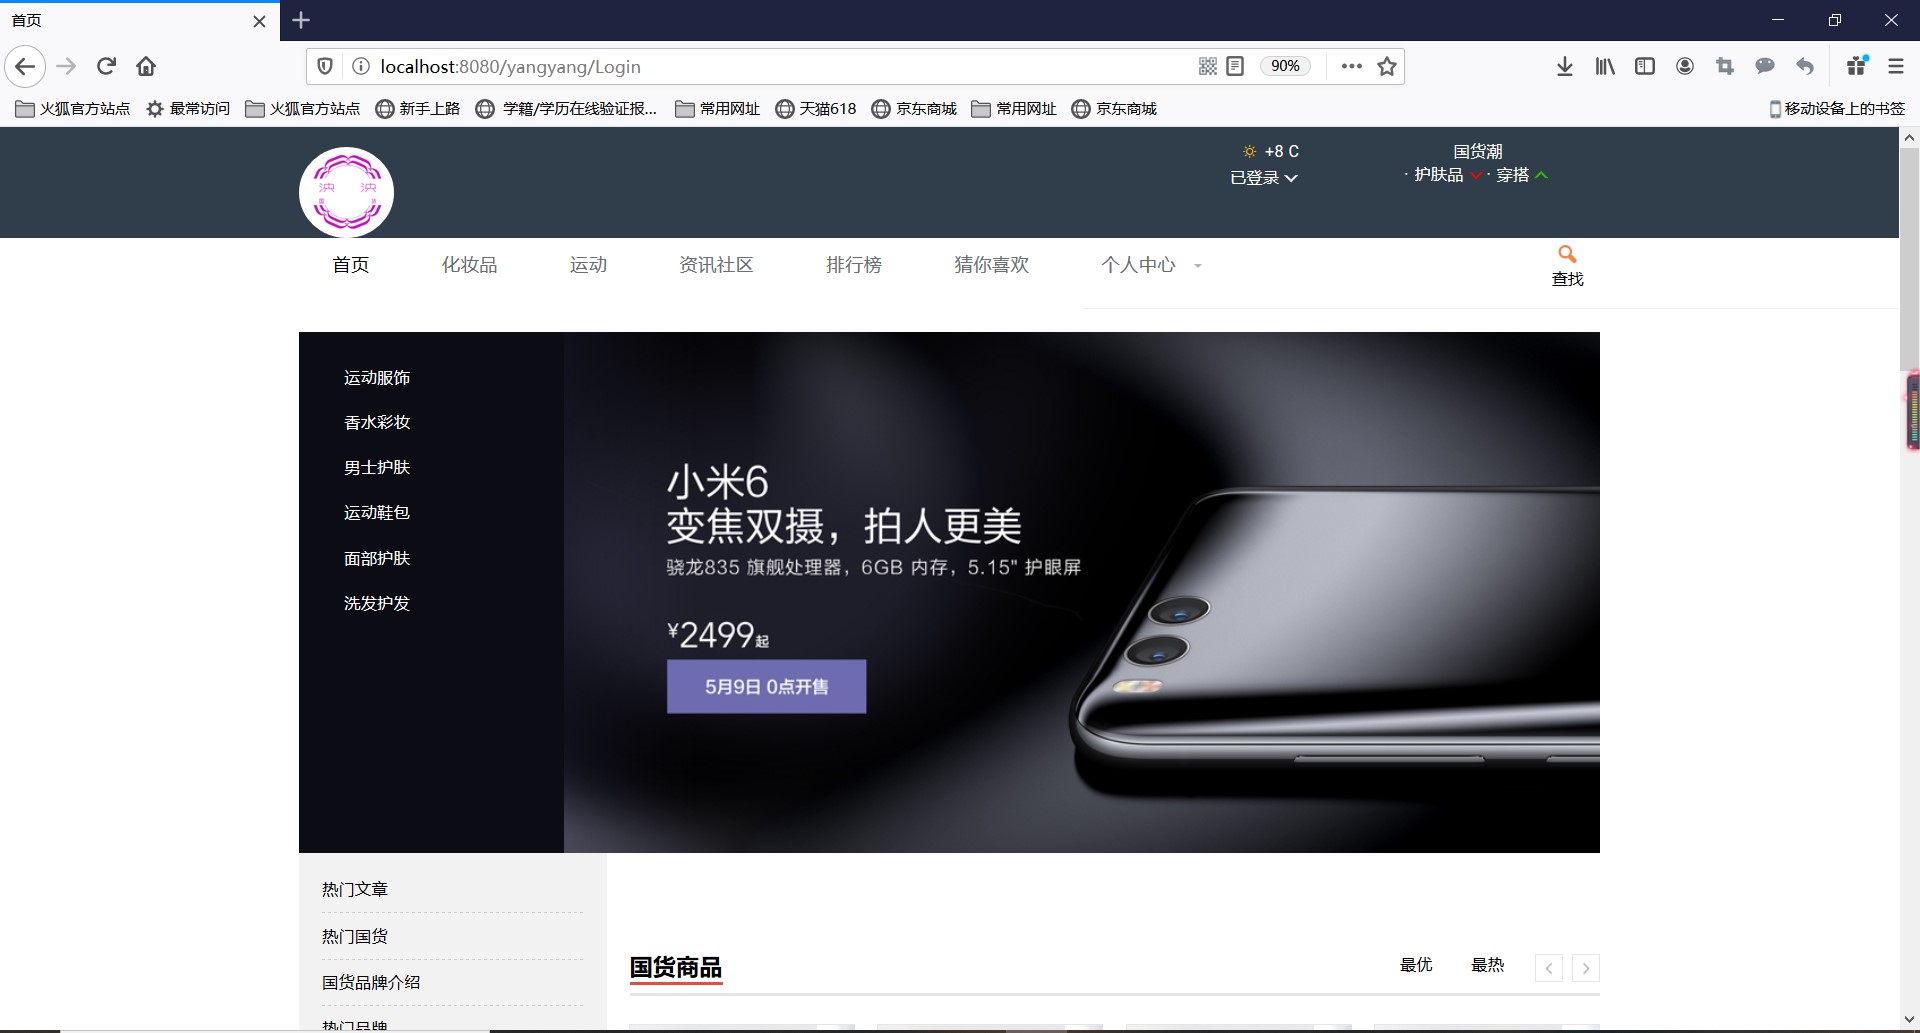 首页
localhost:8080/yangyang/Login
90%
火狐官方站点
最常访问
火狐官方站点
新手上路
学籍/学历在线验证报...
常用网址
天猫618
京东商城
常用网址
京东商城
移动设备上的书签
泱 泱
国 货
+8 C
已登录
国货潮
· 护肤品 · 穿搭
首页
化妆品
运动
资讯社区
排行榜
猜你喜欢
个人中心
查找
运动服饰
香水彩妆
男士护肤
运动鞋包
面部护肤
洗发护发
小米6
变焦双摄，拍人更美
骁龙835 旗舰处理器，6GB 内存，5.15" 护眼屏
¥2499起
5月9日 0点开售
热门文章
热门国货
国货品牌介绍
热门品牌
国货商品
最优
最热